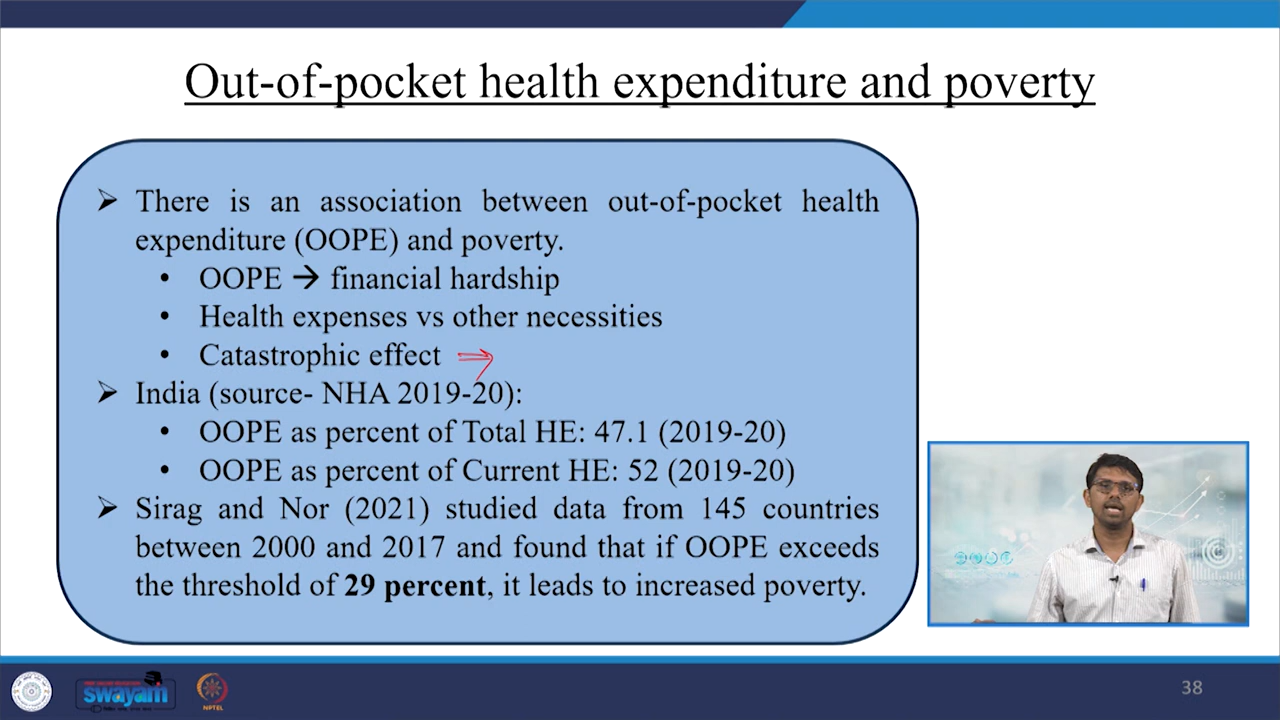 Out-of-pocket health expenditure and poverty
➢ There is an association between out-of-pocket health
expenditure (OOPE) and poverty.
• OOPE → financial hardship
• Health expenses vs other necessities
• Catastrophic effect →
➢ India (source- NHA 2019-20):
• OOPE as percent of Total HE: 47.1 (2019-20)
• OOPE as percent of Current HE: 52 (2019-20)
➢ Sirag and Nor (2021) studied data from 145 countries
between 2000 and 2017 and found that if OOPE exceeds
the threshold of 29 percent, it leads to increased poverty.
swayam
NPTEL
38